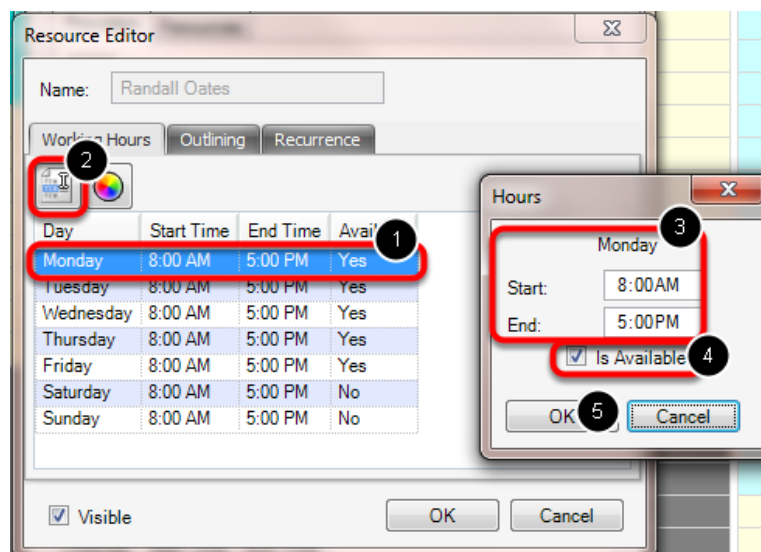 Resource Editor
Name: Randall Oates
Working Hours Outlining Recurrence
2
Day Start Time End Time Avail
1
Monday 8:00 AM 5:00 PM Yes
Tuesday 8:00 AM 5:00 PM Yes
Wednesday 8:00 AM 5:00 PM Yes
Thursday 8:00 AM 5:00 PM Yes
Friday 8:00 AM 5:00 PM Yes
Saturday 8:00 AM 5:00 PM No
Sunday 8:00 AM 5:00 PM No
Visible OK Cancel
Hours
3
Monday
Start: 8:00AM
End: 5:00PM
Is Available 4
OK 5 Cancel